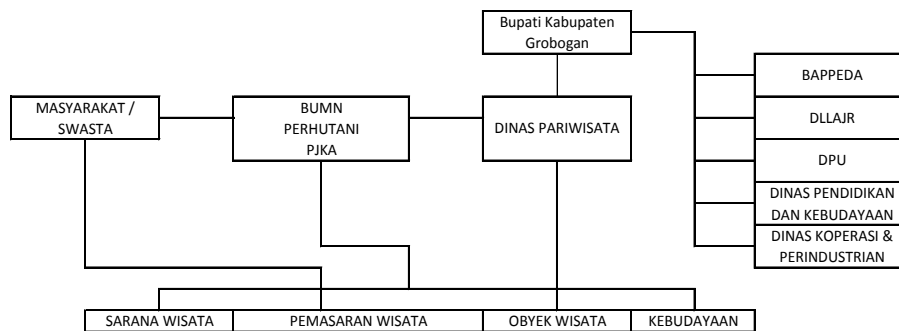 Bupati Kabupaten
Grobogan
BAPPEDA
MASYARAKAT /
SWASTA
BUMN
PERHUTANI
PJKA
DINAS PARIWISATA
DLLAJR
DPU
DINAS PENDIDIKAN
DAN KEBUDAYAAN
DINAS KOPERASI &
PERINDUSTRIAN
SARANA WISATA
PEMASARAN WISATA
OBYEK WISATA
KEBUDAYAAN